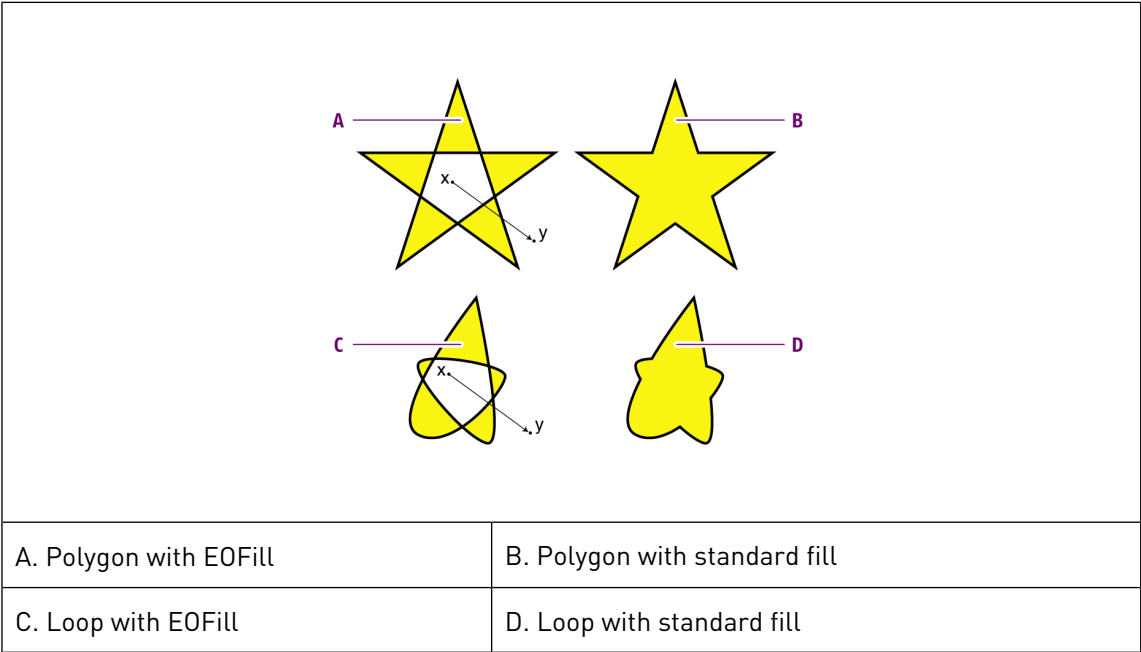 A
B
x
y
C
D
x
y
A. Polygon with EOFill
B. Polygon with standard fill
C. Loop with EOFill
D. Loop with standard fill